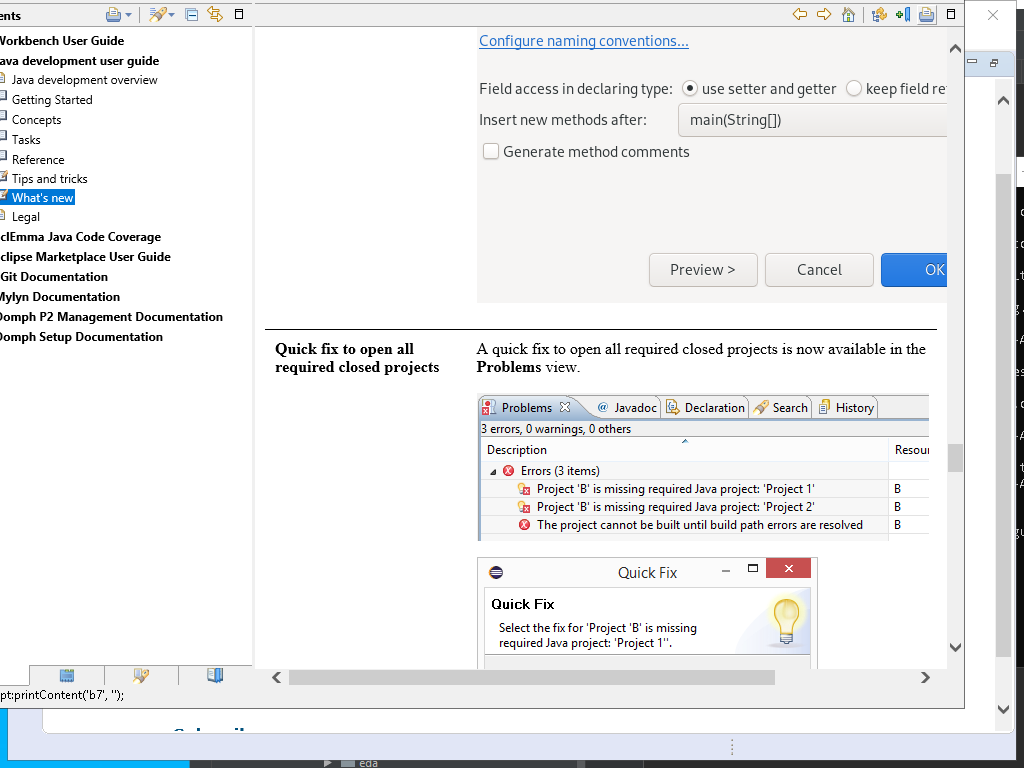 ents
Workbench User Guide
ava development user guide
Java development overview
Getting Started
Concepts
Tasks
Reference
Tips and tricks
What's new
Legal
clEmma Java Code Coverage
clipse Marketplace User Guide
Git Documentation
Mylyn Documentation
Oomph P2 Management Documentation
Oomph Setup Documentation
pt:printContent('b7', '');
Configure naming conventions...
Field access in declaring type:
use setter and getter
keep field re
Insert new methods after:
main(String[])
Generate method comments
Preview >
Cancel
OK
Quick fix to open all
required closed projects
A quick fix to open all required closed projects is now available in the
Problems view.
Problems
@ Javadoc
Declaration
Search
History
3 errors, 0 warnings, 0 others
Description
Resour
Errors (3 items)
Project 'B' is missing required Java project: 'Project 1'
B
Project 'B' is missing required Java project: 'Project 2'
B
The project cannot be built until build path errors are resolved
B
Quick Fix
Quick Fix
Select the fix for 'Project 'B' is missing
required Java project: 'Project 1''.
eda